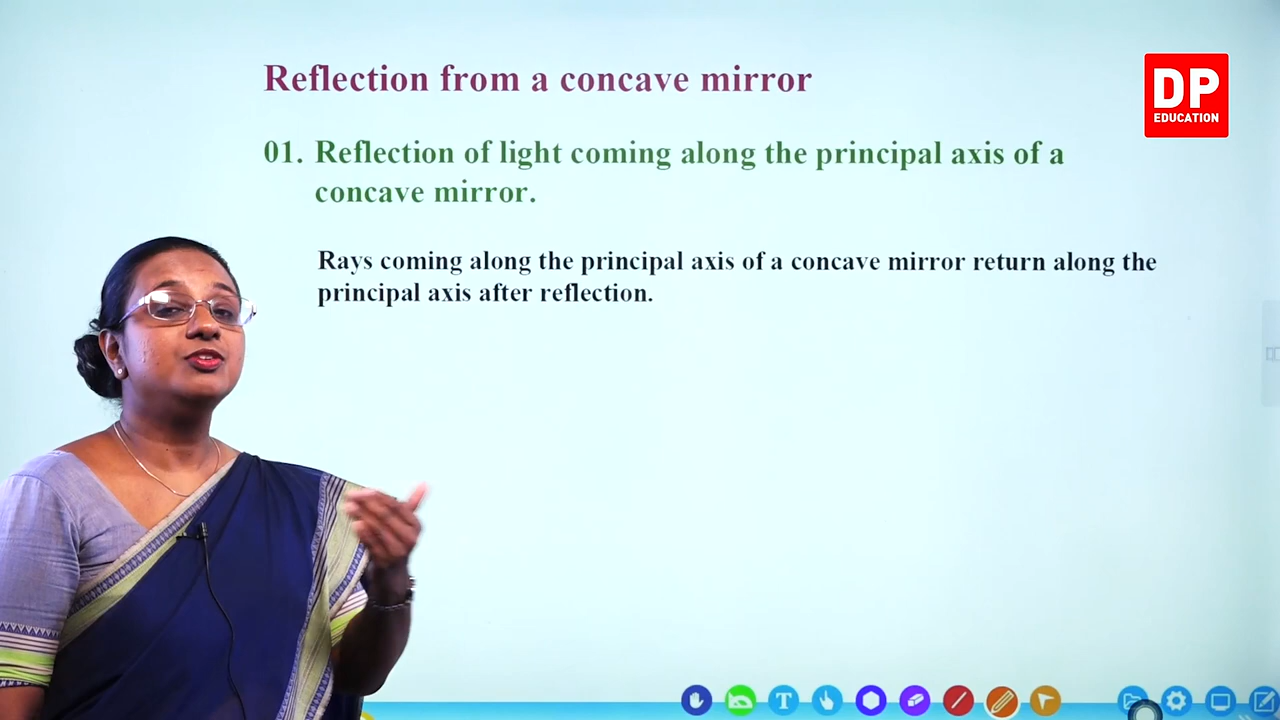 Reflection from a concave mirror
DP
EDUCATION
01. Reflection of light coming along the principal axis of a
concave mirror.
Rays coming along the principal axis of a concave mirror return along the
principal axis after reflection.
T